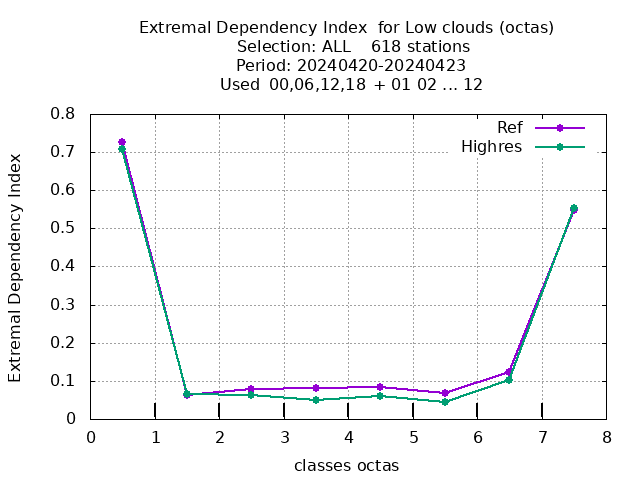 Extremal Dependency Index  for Low clouds (octas)
Selection: ALL    618 stations
Period: 20240420-20240423
Used  00,06,12,18  + 01 02 ... 12
Ref
Highres
Extremal Dependency Index
0.8
0.7
0.6
0.5
0.4
0.3
0.2
0.1
0
0 1 2 3 4 5 6 7 8
classes octas